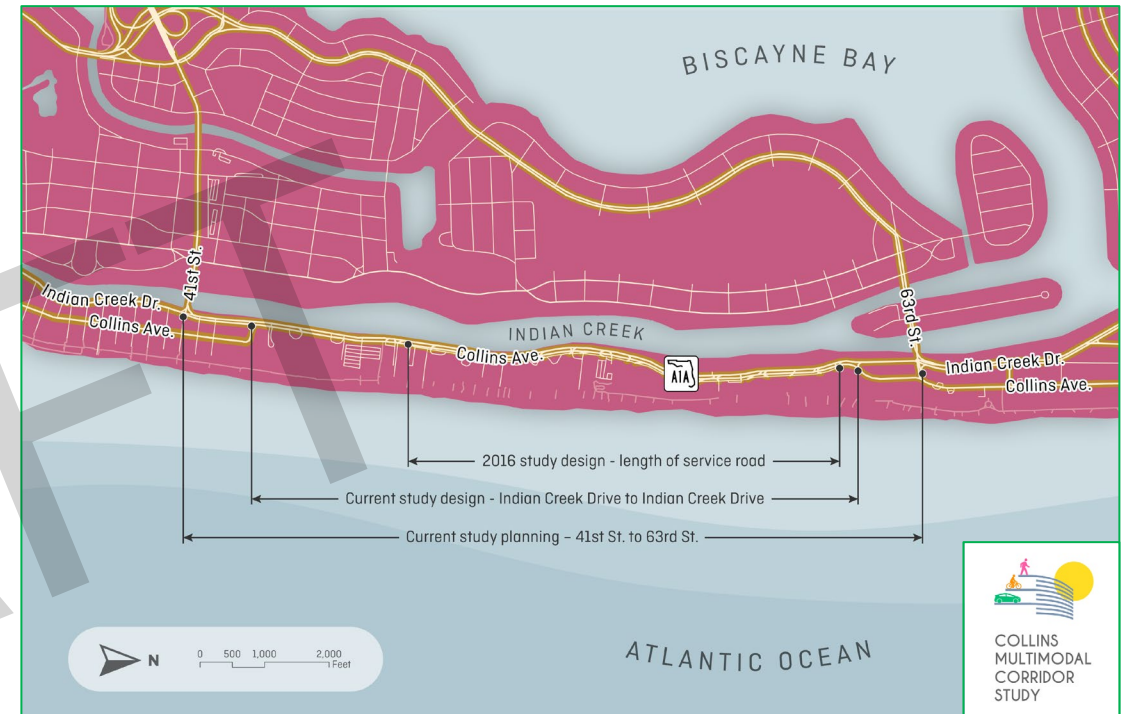 BISCAYNE BAY
41st St.
Indian Creek Dr.
Collins Ave.
INDIAN CREEK
Collins Ave.
A1A
63rd St.
Indian Creek Dr.
Collins Ave.
2016 study design - length of service road
Current study design - Indian Creek Drive to Indian Creek Drive
Current study planning – 41st St. to 63rd St.
N
0 500 1,000 2,000
Feet
ATLANTIC OCEAN
COLLINS
MULTIMODAL
CORRIDOR
STUDY